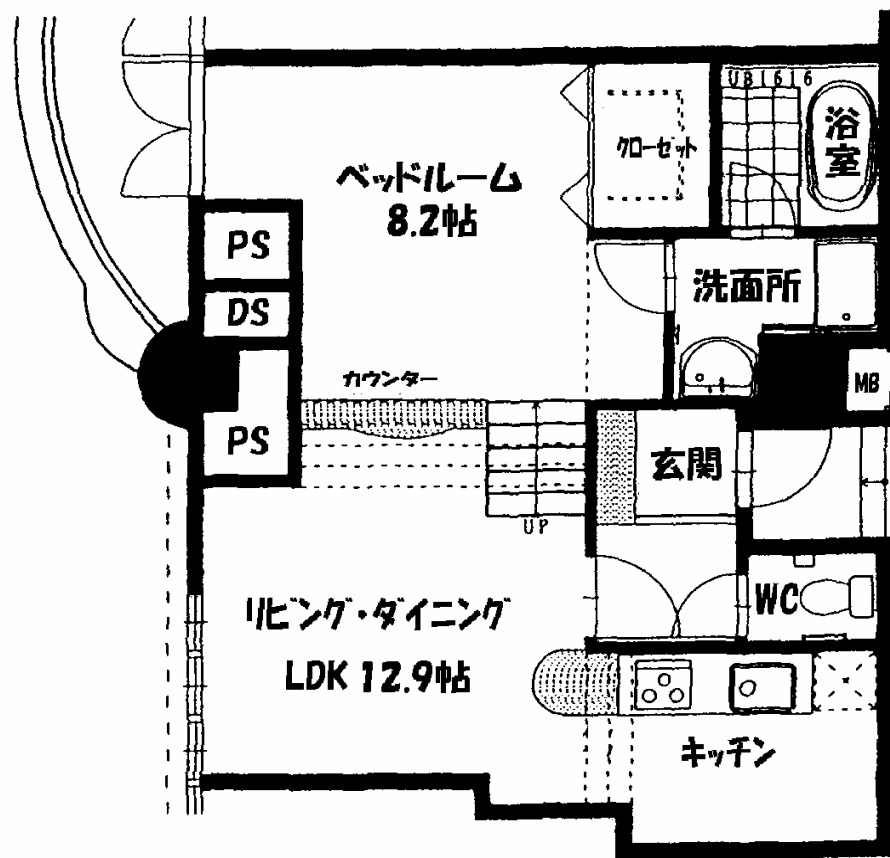 UB1616
浴室
クローゼット
ベッドルーム
8.2帖
PS
DS
洗面所
MB
カウンター
PS
玄関
UP
WC
リビング・ダイニング
LDK 12.9帖
キッチン